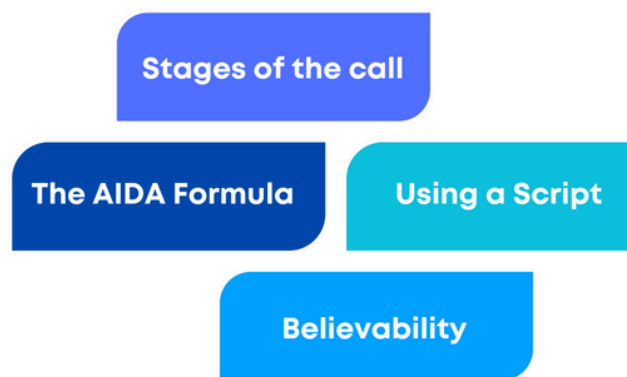 Stages of the call
The AIDA Formula
Using a Script
Believability